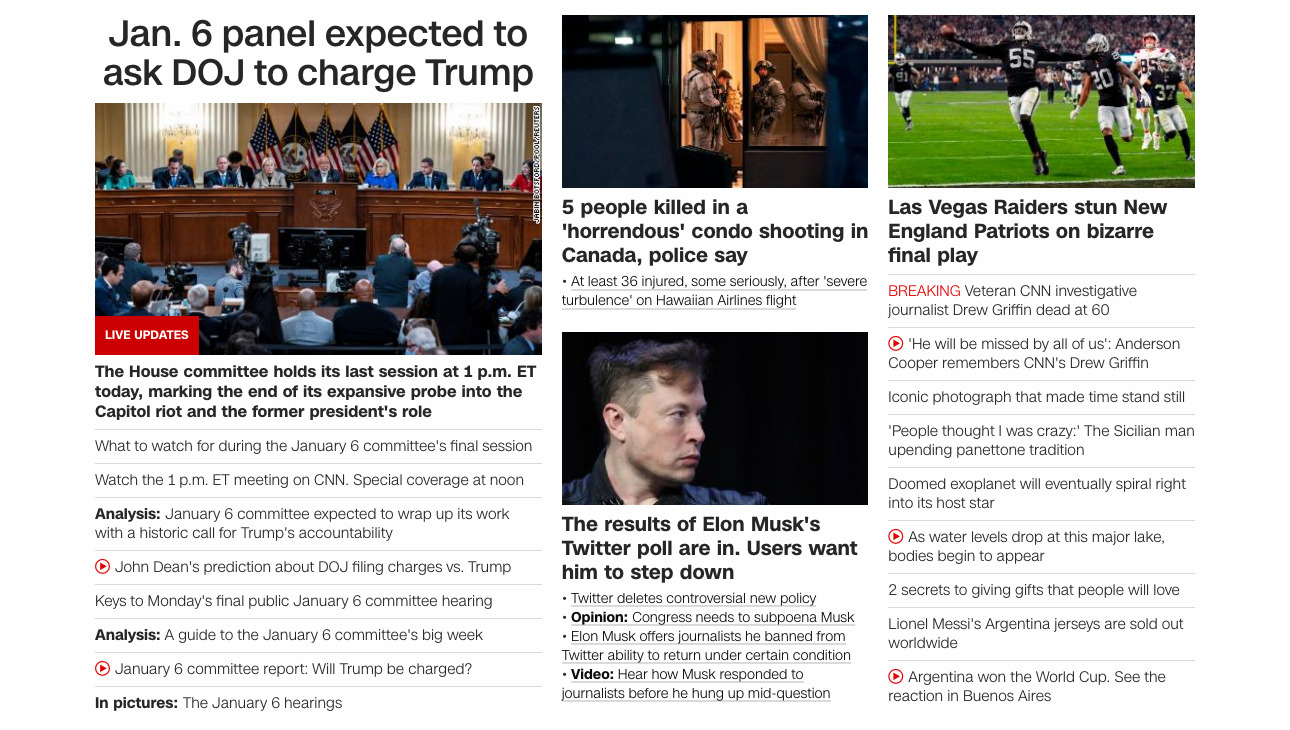 Jan. 6 panel expected to
ask DOJ to charge Trump
JABIN BOTSFORD/POOL/REUTERS
LIVE UPDATES
The House committee holds its last session at 1 p.m. ET
today, marking the end of its expansive probe into the
Capitol riot and the former president's role
What to watch for during the January 6 committee's final session
Watch the 1 p.m. ET meeting on CNN. Special coverage at noon
Analysis: January 6 committee expected to wrap up its work
with a historic call for Trump's accountability
John Dean's prediction about DOJ filing charges vs. Trump
Keys to Monday's final public January 6 committee hearing
Analysis: A guide to the January 6 committee's big week
January 6 committee report: Will Trump be charged?
In pictures: The January 6 hearings
5 people killed in a
'horrendous' condo shooting in
Canada, police say
• At least 36 injured, some seriously, after 'severe
turbulence' on Hawaiian Airlines flight
The results of Elon Musk's
Twitter poll are in. Users want
him to step down
• Twitter deletes controversial new policy
• Opinion: Congress needs to subpoena Musk
• Elon Musk offers journalists he banned from
Twitter ability to return under certain condition
• Video: Hear how Musk responded to
journalists before he hung up mid-question
91
55
20
85
37
Las Vegas Raiders stun New
England Patriots on bizarre
final play
BREAKING Veteran CNN investigative
journalist Drew Griffin dead at 60
'He will be missed by all of us': Anderson
Cooper remembers CNN's Drew Griffin
Iconic photograph that made time stand still
'People thought I was crazy:' The Sicilian man
upending panettone tradition
Doomed exoplanet will eventually spiral right
into its host star
As water levels drop at this major lake,
bodies begin to appear
2 secrets to giving gifts that people will love
Lionel Messi's Argentina jerseys are sold out
worldwide
Argentina won the World Cup. See the
reaction in Buenos Aires